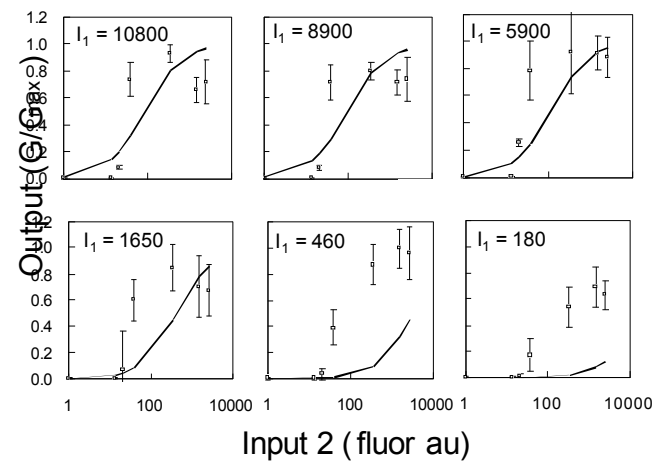 I1 = 10800
I1 = 8900
I1 = 5900
1.2
1.0
0.8
0.6
0.4
0.2
0.0
Output (G/Gmax)
I1 = 1650
I1 = 460
I1 = 180
1.2
1.0
0.8
0.6
0.4
0.2
0.0
1 100 10000 1 100 10000 1 100 10000
Input 2 ( fluor au)